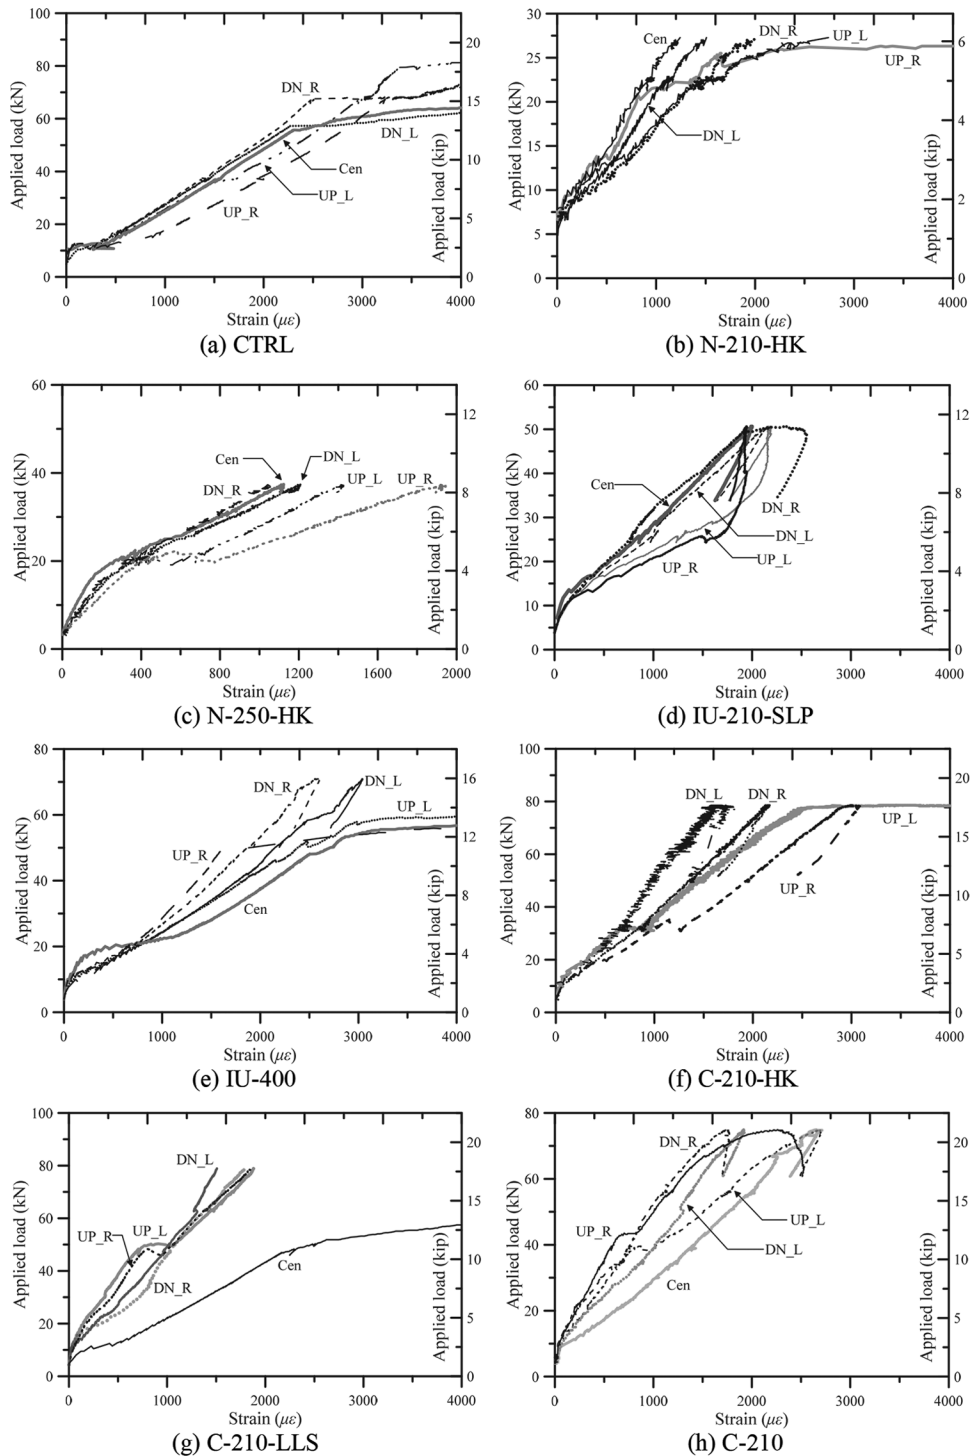 100
80
60
40
20
0
Applied load (kN)
20
15
10
5
0
Applied load (kip)
DN_R
DN_L
Cen
UP_L
UP_R
0 1000 2000 3000 4000
Strain (με)
(a) CTRL
30
25
20
15
10
5
0
Applied load (kN)
6
4
2
0
Applied load (kip)
Cen
DN_R
UP_L
UP_R
DN_L
0 1000 2000 3000 4000
Strain (με)
(b) N-210-HK
60
40
20
0
Applied load (kN)
12
8
4
0
Applied load (kip)
Cen
DN_L
DN_R
UP_L
UP_R
0 400 800 1200 1600 2000
Strain (με)
(c) N-250-HK
60
50
40
30
20
10
0
Applied load (kN)
12
8
4
0
Applied load (kip)
Cen
DN_R
DN_L
UP_L
UP_R
0 1000 2000 3000 4000
Strain (με)
(d) IU-210-SLP
80
60
40
20
0
Applied load (kN)
16
12
8
4
0
Applied load (kip)
DN_R
DN_L
UP_L
UP_R
Cen
0 1000 2000 3000 4000
Strain (με)
(e) IU-400
100
80
60
40
20
0
Applied load (kN)
20
15
10
5
0
Applied load (kip)
DN_L
DN_R
UP_L
UP_R
0 1000 2000 3000 4000
Strain (με)
(f) C-210-HK
100
80
60
40
20
0
Applied load (kN)
20
15
10
5
0
Applied load (kip)
DN_L
UP_L
UP_R
DN_R
Cen
0 1000 2000 3000 4000
Strain (με)
(g) C-210-LLS
80
60
40
20
0
Applied load (kN)
20
15
10
5
0
Applied load (kip)
DN_R
UP_R
UP_L
DN_L
Cen
0 1000 2000 3000 4000
Strain (με)
(h) C-210